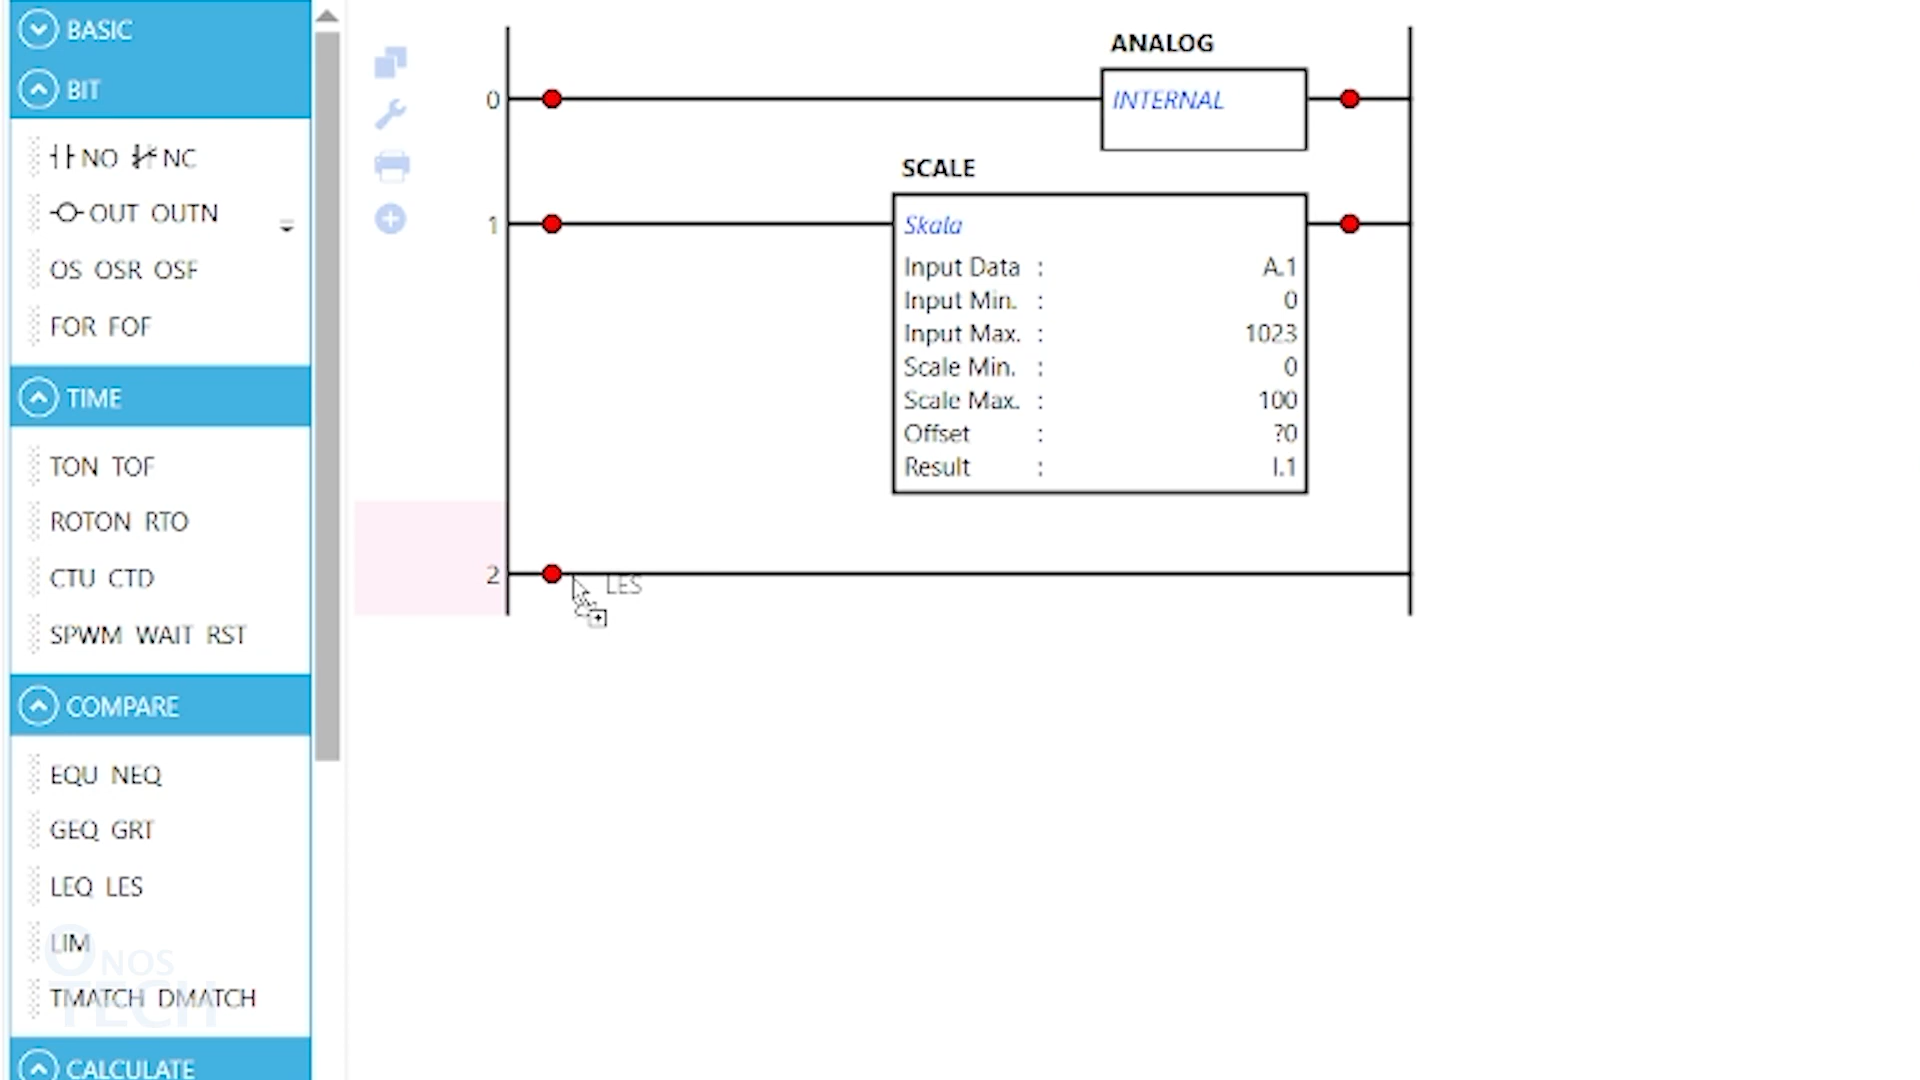 BASIC
BIT
NO NC
OUT OUTN
OS OSR OSF
FOR FOF
TIME
TON TOF
ROTON RTO
CTU CTD
SPWM WAIT RST
COMPARE
EQU NEQ
GEQ GRT
LEQ LES
LIM
TMATCH DMATCH
CALCULATE
ONOS
TECH
ANALOG
0
INTERNAL
SCALE
1
Skala
Input Data : A.1
Input Min. : 0
Input Max. : 1023
Scale Min. : 0
Scale Max. : 100
Offset : ?0
Result : I.1
2
LES